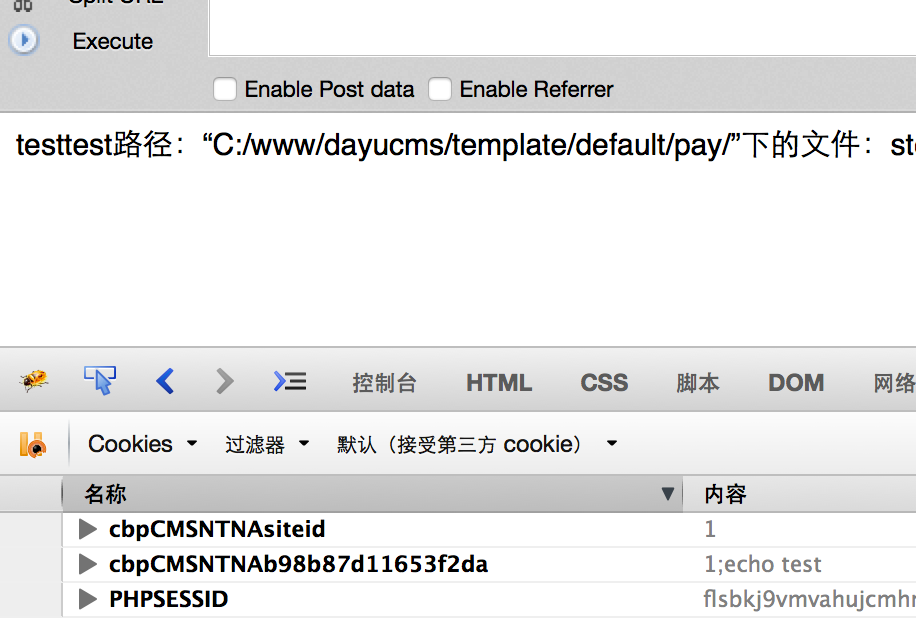 Split URL
Execute
Enable Post data Enable Referrer
testtest路径：“C:/www/dayucms/template/default/pay/”下的文件：
控制台 HTML CSS 脚本 DOM 网络
Cookies 过滤器 默认（接受第三方 cookie）
名称 内容
cbpCMSNTNAsiteid 1
cbpCMSNTNAb98b87d11653f2da 1;echo test
PHPSESSID flsbkj9vmvahujcmh